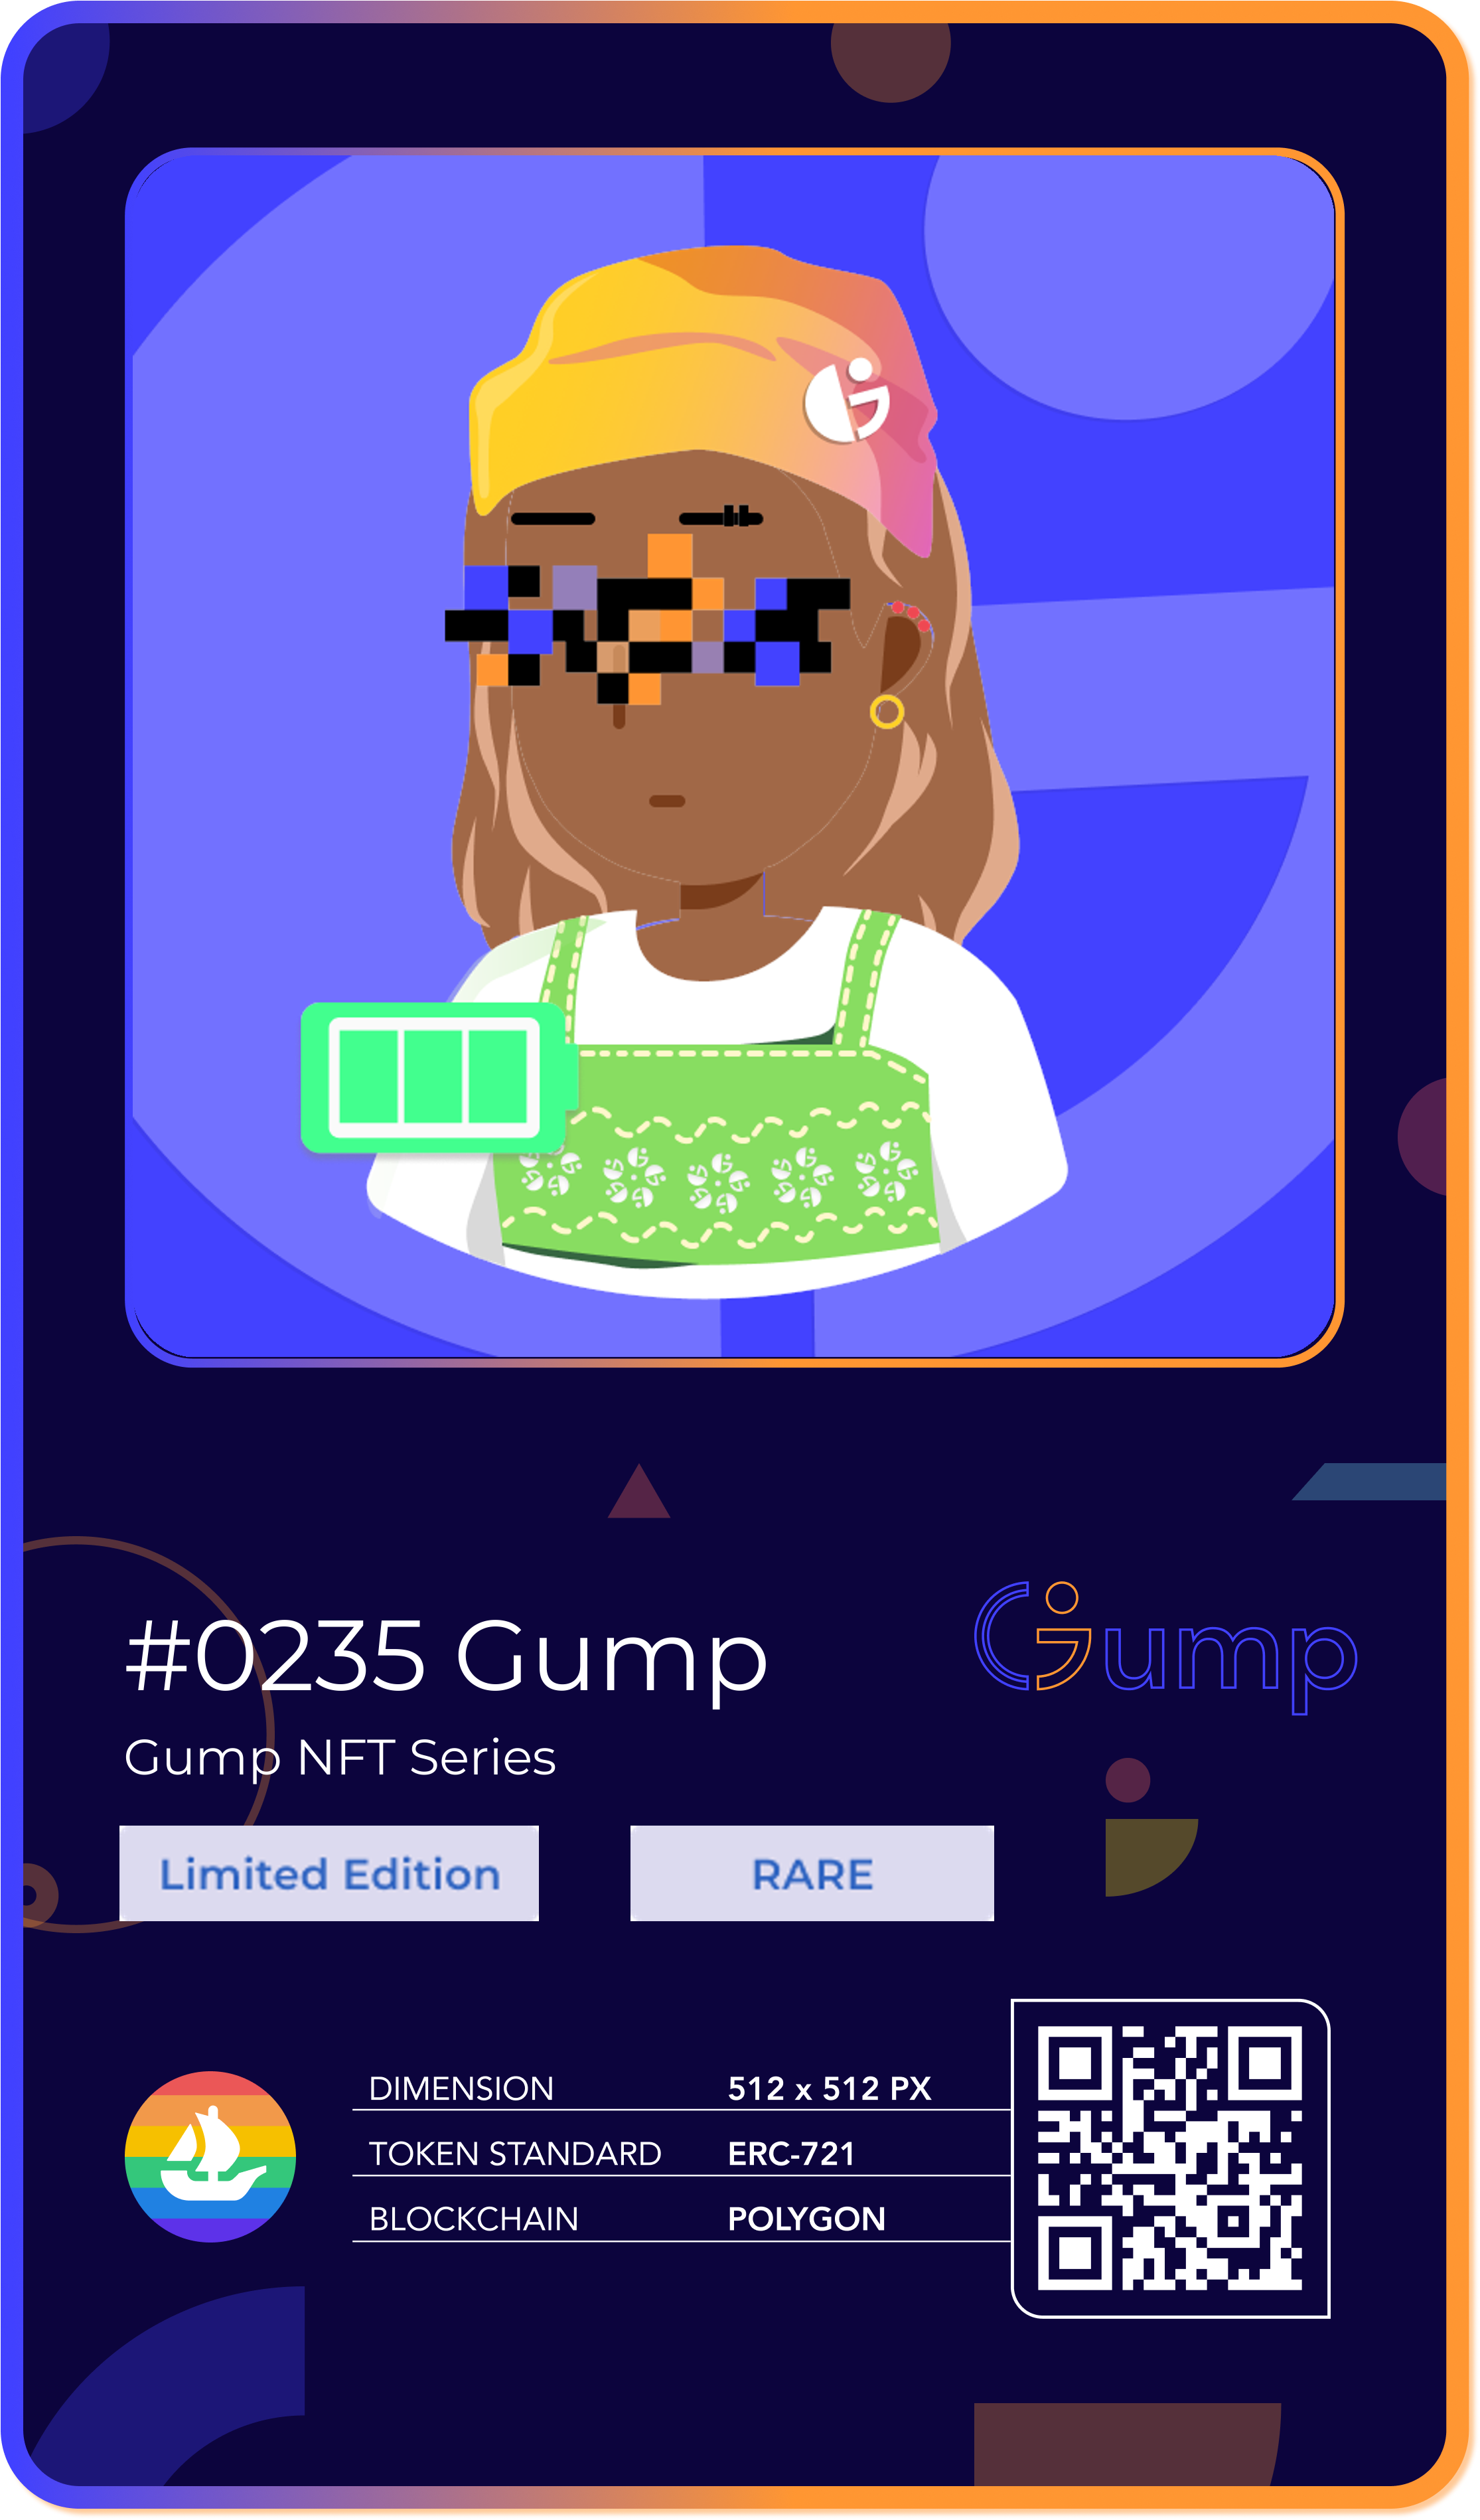 #0235 Gump
Gump
Gump NFT Series
Limited Edition
RARE
DIMENSION 512 x 512 PX
TOKEN STANDARD ERC-721
BLOCKCHAIN POLYGON